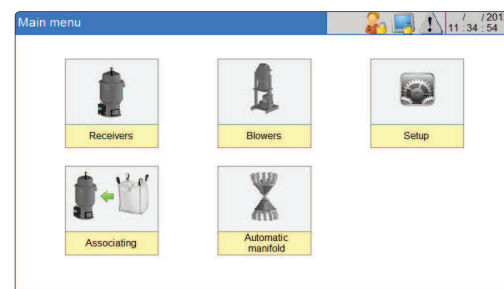 Main menu
/ / 201
11 : 34 : 54
Receivers
Blowers
Setup
Associating
Automatic
manifold